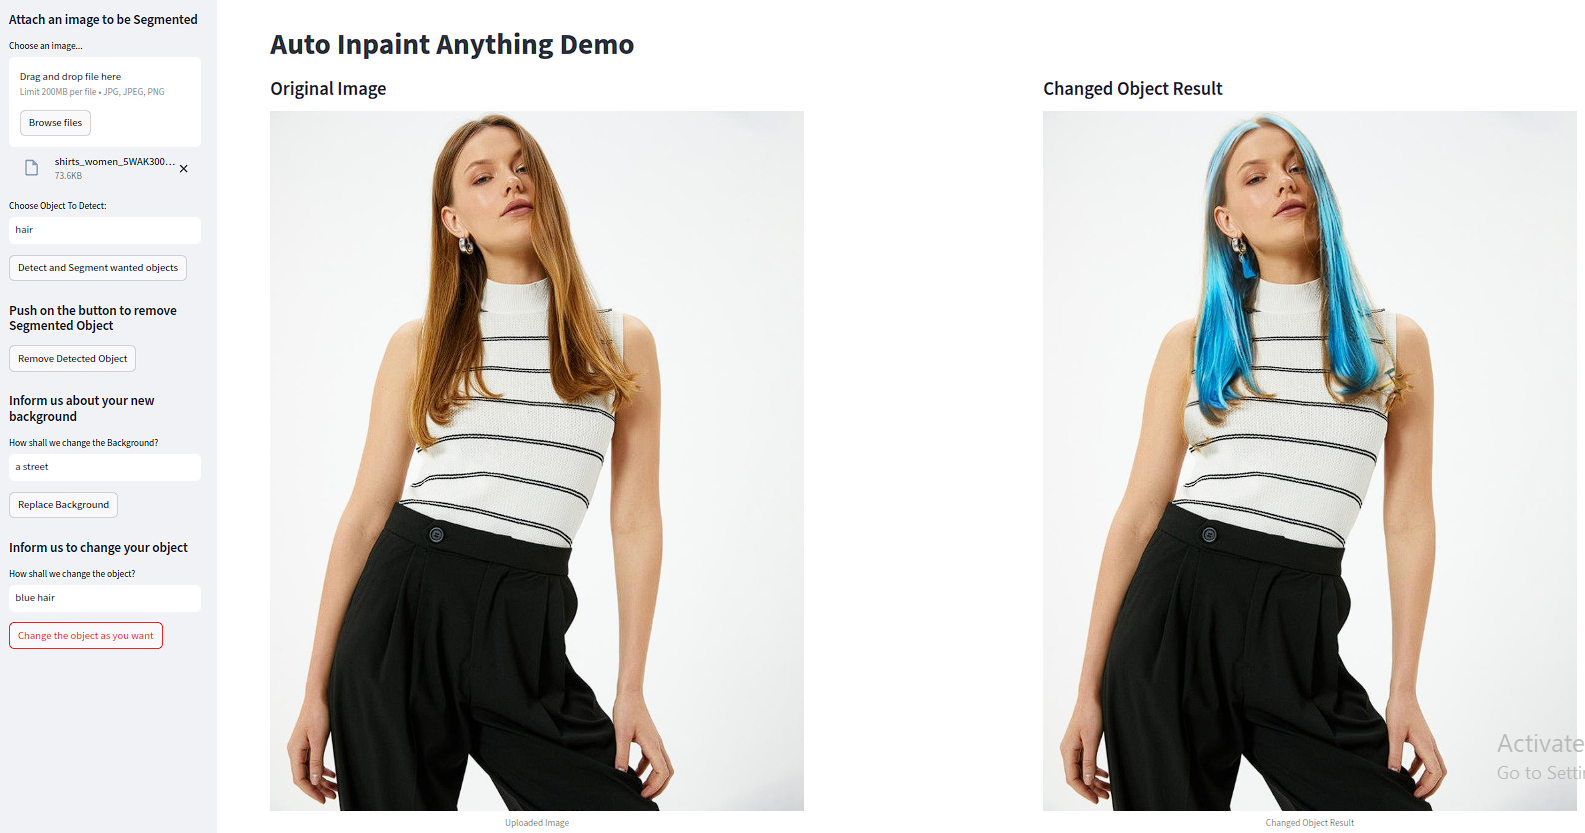 Attach an image to be Segmented
Choose an image...
Drag and drop file here
Limit 200MB per file • JPG, JPEG, PNG
Browse files
shirts_women_5WAK300...
73.6KB
Choose Object To Detect:
hair
Detect and Segment wanted objects
Push on the button to remove
Segmented Object
Remove Detected Object
Inform us about your new
background
How shall we change the Background?
a street
Replace Background
Inform us to change your object
How shall we change the object?
blue hair
Change the object as you want
Auto Inpaint Anything Demo
Original Image
Uploaded Image
Changed Object Result
Changed Object Result
Activate
Go to Setti